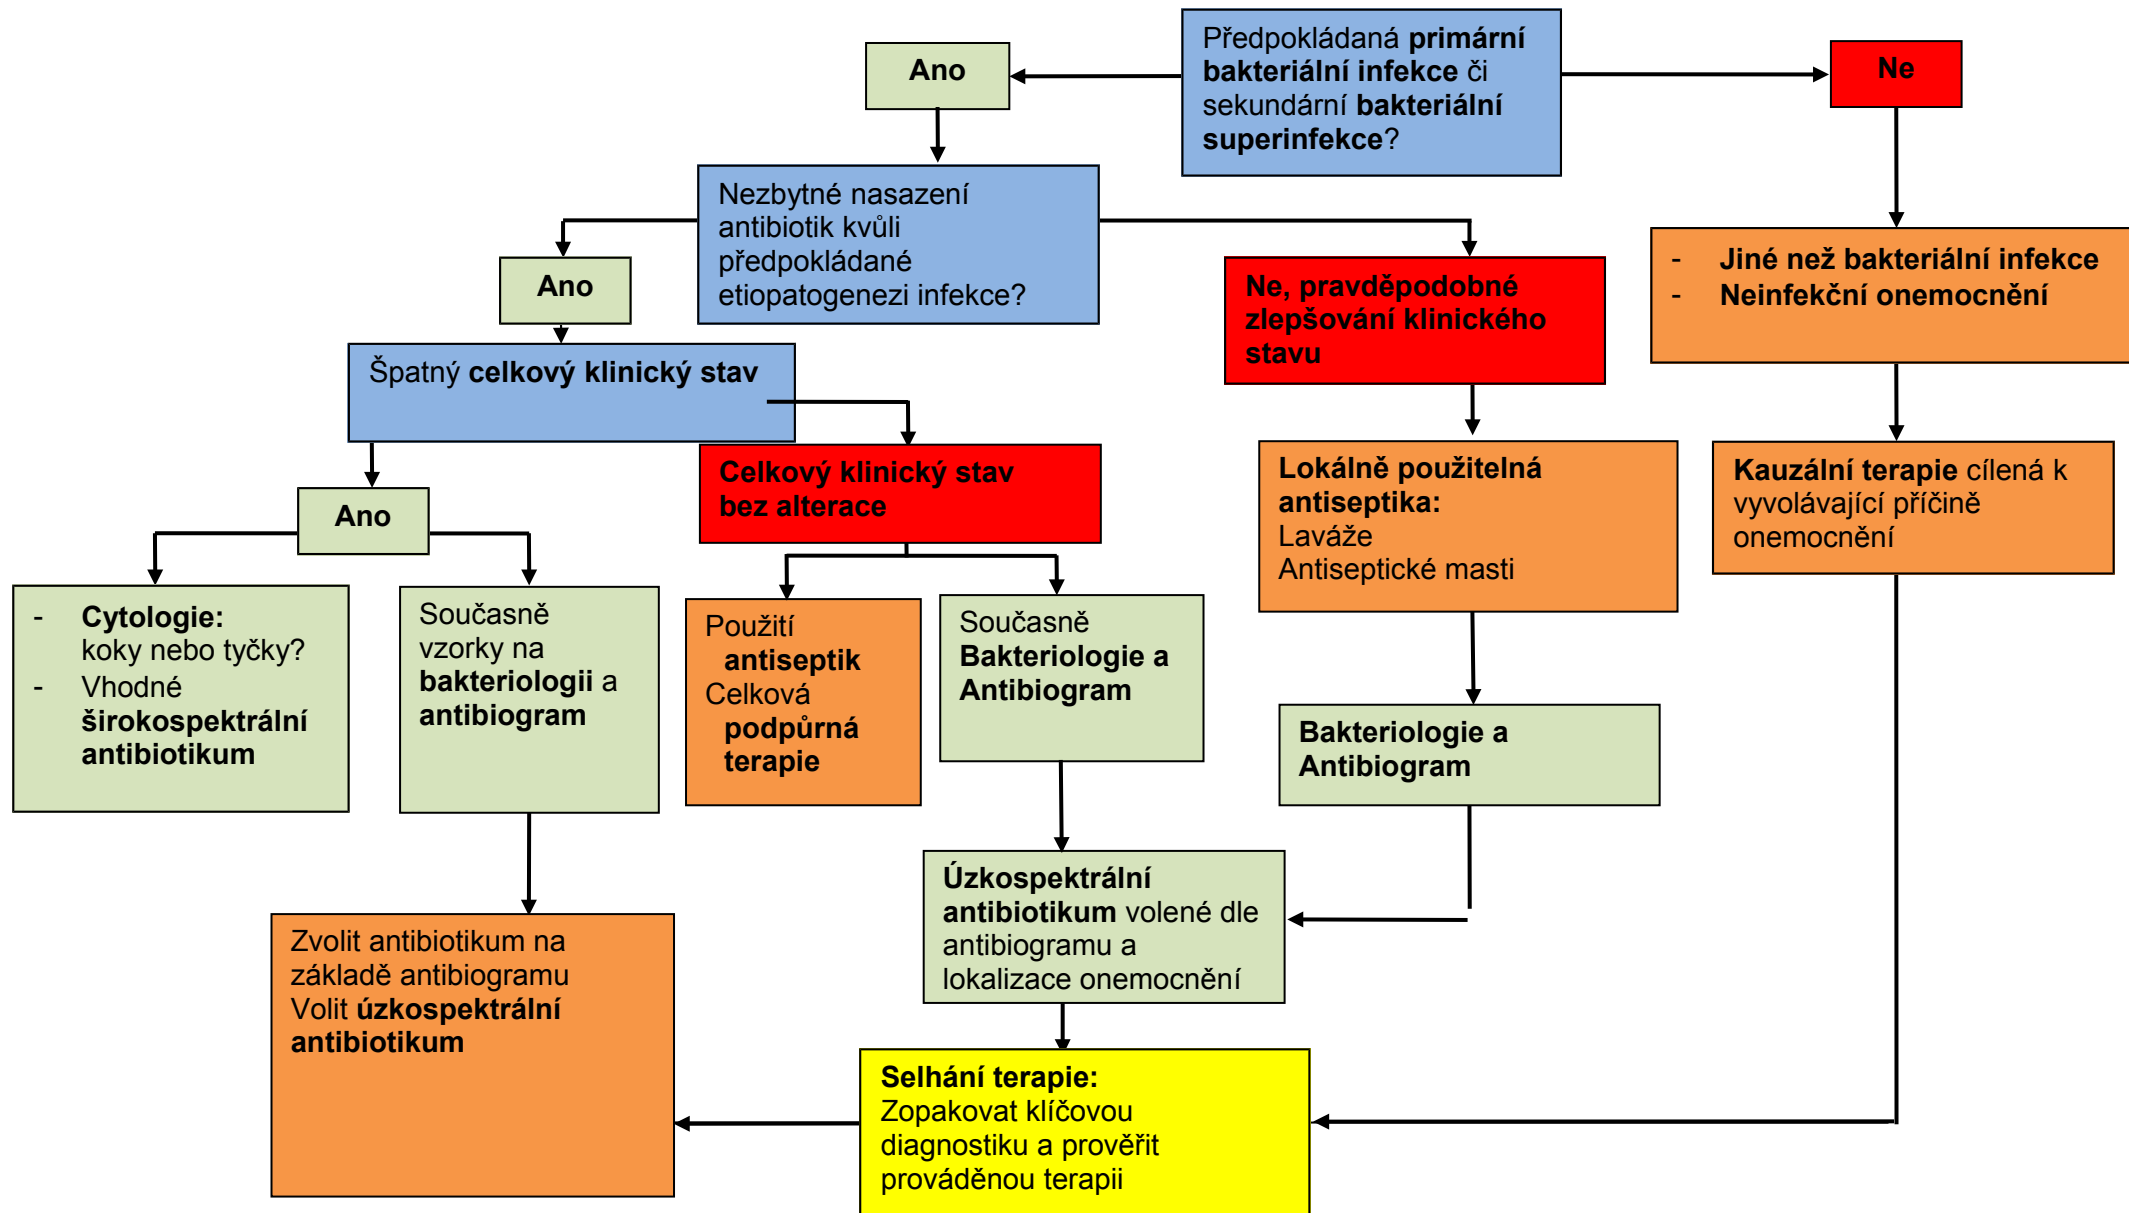 Předpokládaná primární
bakteriální infekce či
sekundární bakteriální
superinfekce?
Ano
Ne
Nezbytné nasazení
antibiotik kvůli
předpokládané
etiopatogenezi infekce?
- Jiné než bakteriální infekce
- Neinfekční onemocnění
Ano
Ne, pravděpodobné
zlepšování klinického
stavu
Špatný celkový klinický stav
Celkový klinický stav
bez alterace
Lokálně použitelná
antiseptika:
Laváže
Antiseptické masti
Kauzální terapie cílená k
vyvolávající příčině
onemocnění
Ano
- Cytologie:
koky nebo tyčky?
- Vhodné
širokospektrální
antibiotikum
Současně
vzorky na
bakteriologii a
antibiogram
Použití
antiseptik
Celková
podpůrná
terapie
Současně
Bakteriologie a
Antibiogram
Bakteriologie a
Antibiogram
Úzkospektrální
antibiotikum volené dle
antibiogramu a
lokalizace onemocnění
Zvolit antibiotikum na
základě antibiogramu
Volit úzkospektrální
antibiotikum
Selhání terapie:
Zopakovat klíčovou
diagnostiku a prověřit
prováděnou terapii